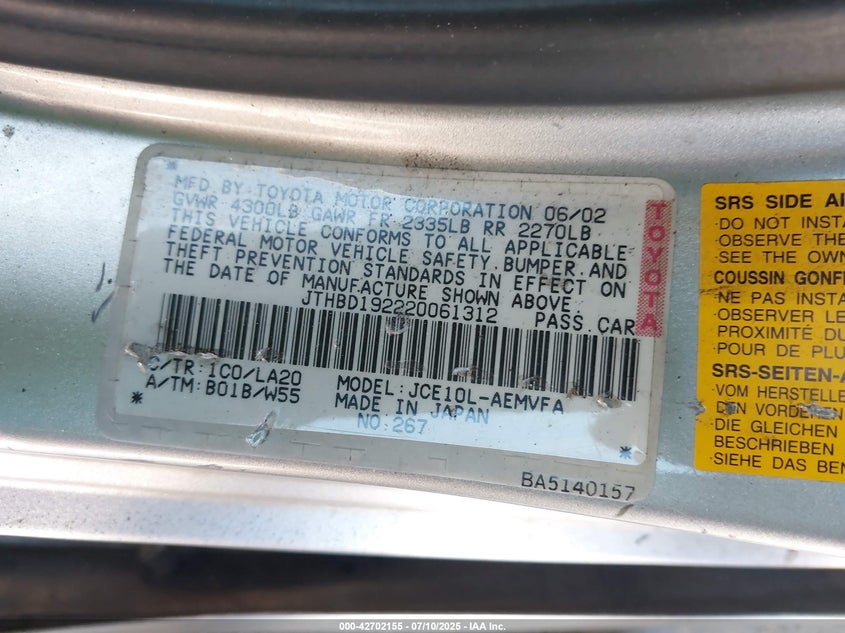 MFD. BY TOYOTA MOTOR CORPORATION 06/02
GVWR 4300LB GAWR FR 2335LB RR 2270LB
THIS VEHICLE CONFORMS TO ALL APPLICABLE
FEDERAL MOTOR VEHICLE SAFETY, BUMPER, AND
THEFT PREVENTION STANDARDS IN EFFECT ON
THE DATE OF MANUFACTURE SHOWN ABOVE.
JTHBD192220061312 PASS. CAR
TOYOTA
C/TR: 1C0/LA20 MODEL: JCE10L-AEMVFA
A/TM: B01B/W55 MADE IN JAPAN
NO: 267
BA5140157
SRS SIDE AI
·DO NOT INSTA
·OBSERVE THE
·SEE THE OWN
COUSSIN GONF
·NE PAS INSTA
·OBSERVER LE
PROXIMITÉ DU
·POUR DE PLU
SRS-SEITEN-A
·VOM HERSTELLE
DEN VORDEREN
·DIE GLEICHEN
BESCHRIEBEN
·SIEHE DAS BEN
000-42702155 - 07/10/2025 - IAA Inc.